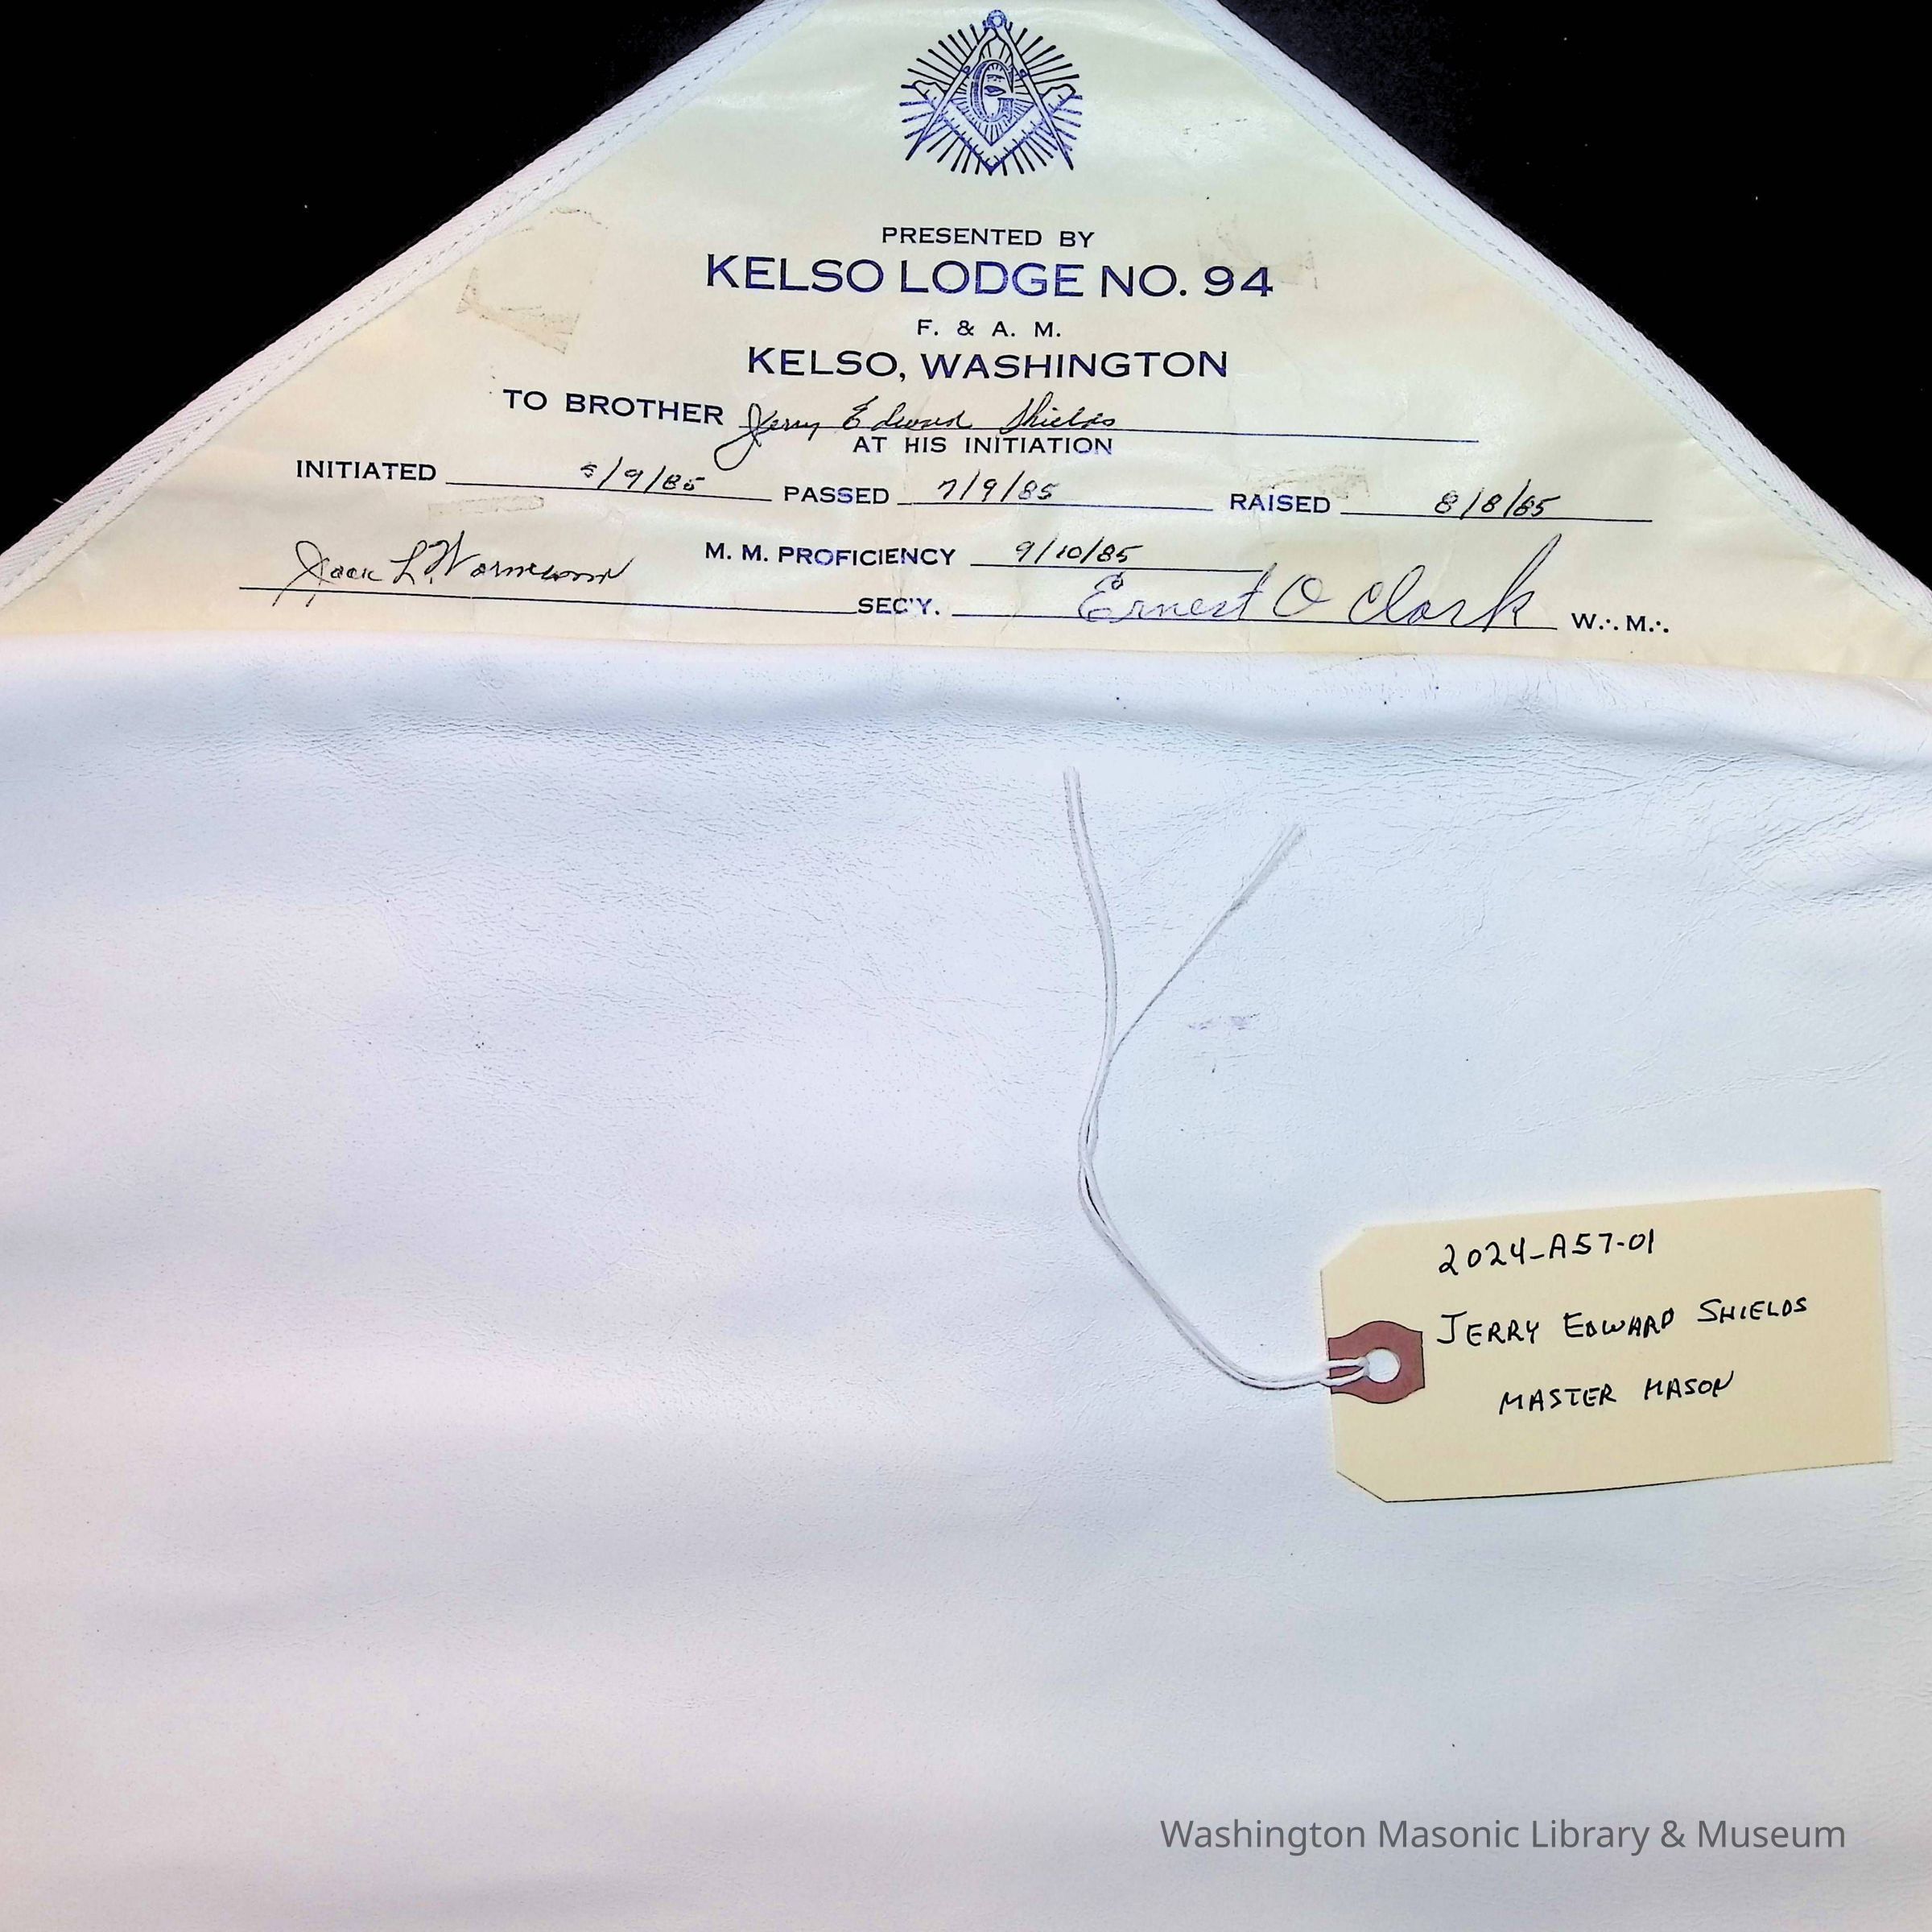 G
PRESENTED BY
KELSO LODGE NO. 94
F. & A. M.
KELSO, WASHINGTON
TO BROTHER Jerry Edward Shields
AT HIS INITIATION
INITIATED 5/9/85 PASSED 7/9/85 RAISED 8/8/85
M. M. PROFICIENCY 9/10/85
Jack L. SEC'Y. Ernest O Clark W∴ M∴
2024-A57-01
JERRY EDWARD SHIELDS
MASTER MASON
Washington Masonic Library & Museum